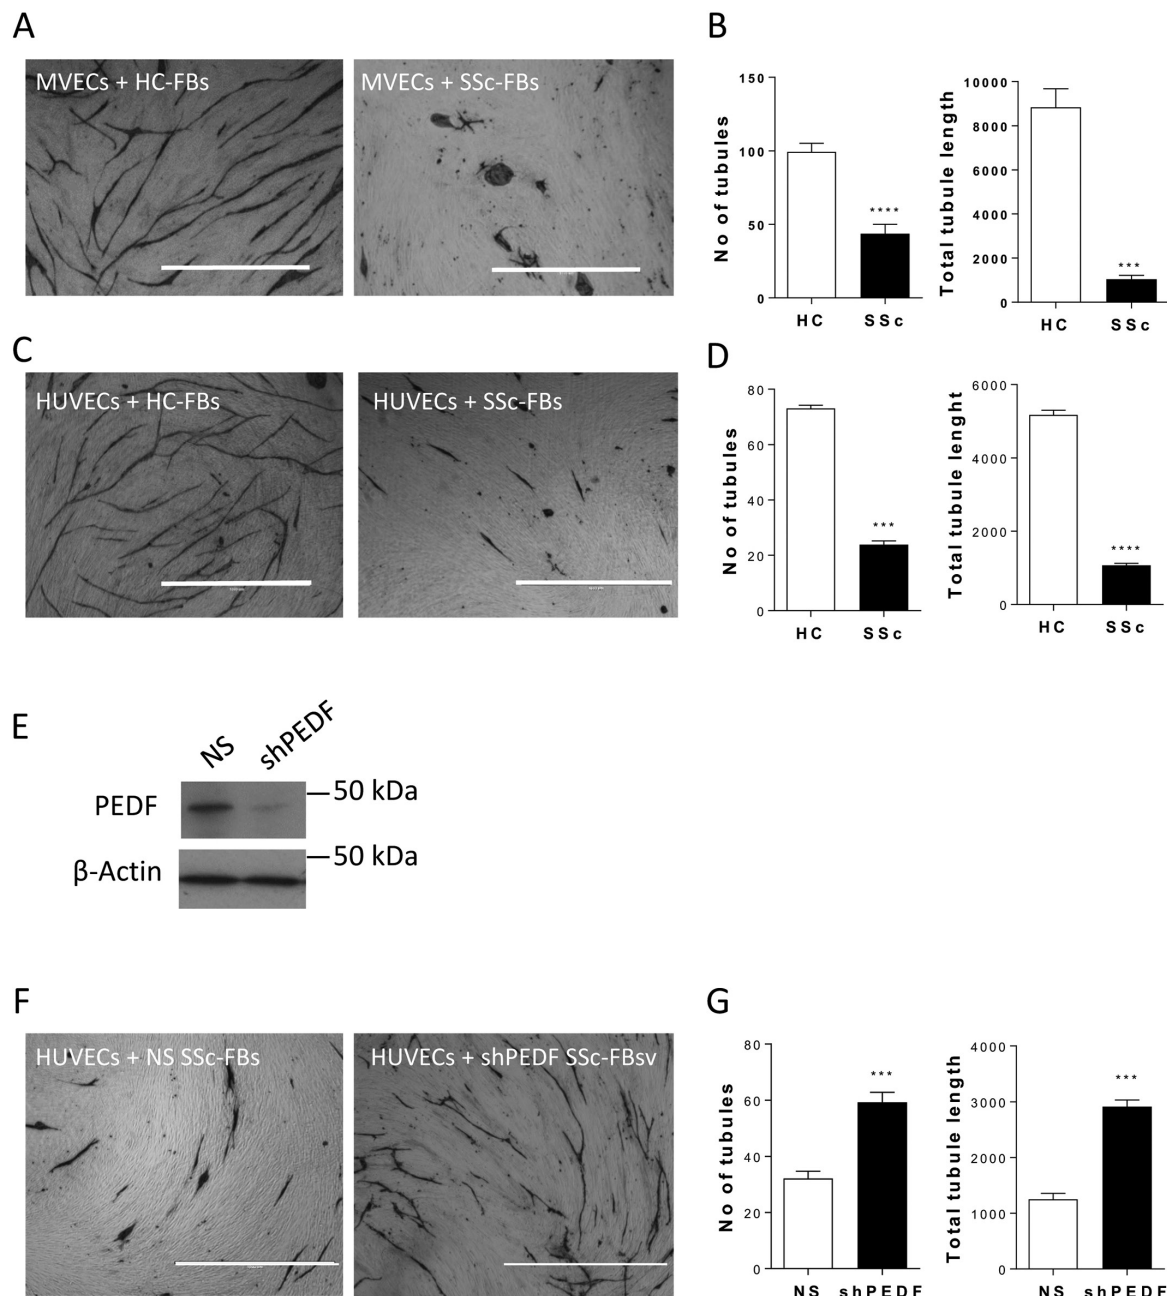 A
MVECs + HC-FBs
MVECs + SSc-FBs
B
No of tubules
150
100
50
0
****
HC
SSc
Total tubule length
10000
8000
6000
4000
2000
0
***
HC
SSc
C
HUVECs + HC-FBs
HUVECs + SSc-FBs
D
No of tubules
80
60
40
20
0
***
HC
SSc
Total tubule lenght
6000
4000
2000
0
****
HC
SSc
E
NS
shPEDF
PEDF
50 kDa
β-Actin
50 kDa
F
HUVECs + NS SSc-FBs
HUVECs + shPEDF SSc-FBsv
G
No of tubules
80
60
40
20
0
***
NS
shPEDF
Total tubule length
4000
3000
2000
1000
0
***
NS
shPEDF